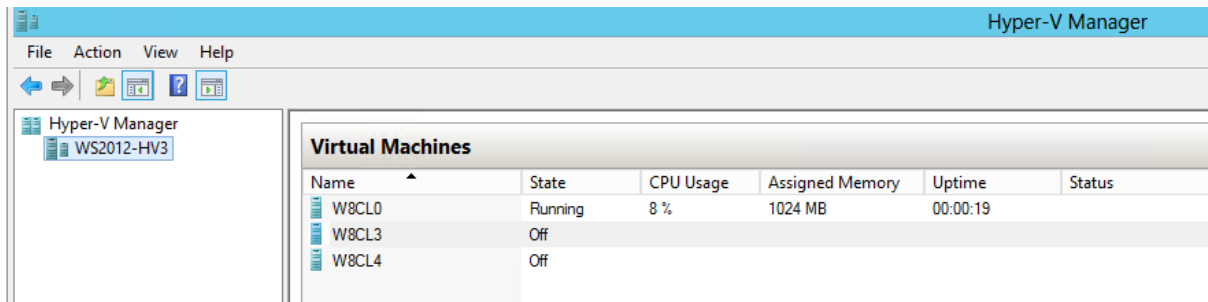 Hyper-V Manager
File Action View Help
Hyper-V Manager
WS2012-HV3
Virtual Machines
Name State CPU Usage Assigned Memory Uptime Status
W8CL0 Running 8 % 1024 MB 00:00:19
W8CL3 Off
W8CL4 Off